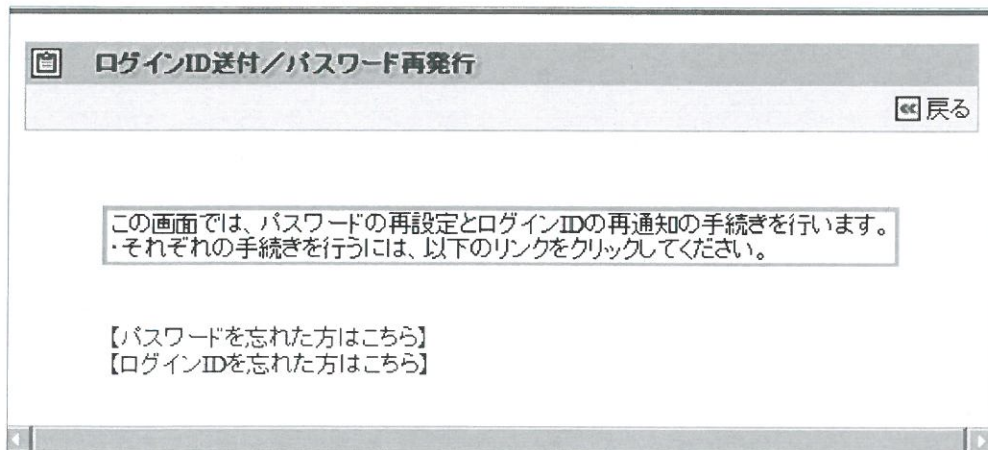 ログインID送付／パスワード再発行
戻る
この画面では、パスワードの再設定とログインIDの再通知の手続きを行います。
・それぞれの手続きを行うには、以下のリンクをクリックしてください。
【パスワードを忘れた方はこちら】
【ログインIDを忘れた方はこちら】